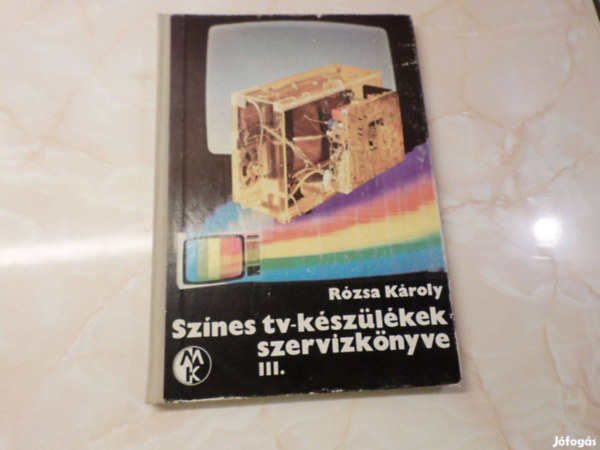 Rózsa Károly
Színes tv-készülékek
szervizkönyve
III.
MK
Jófogás